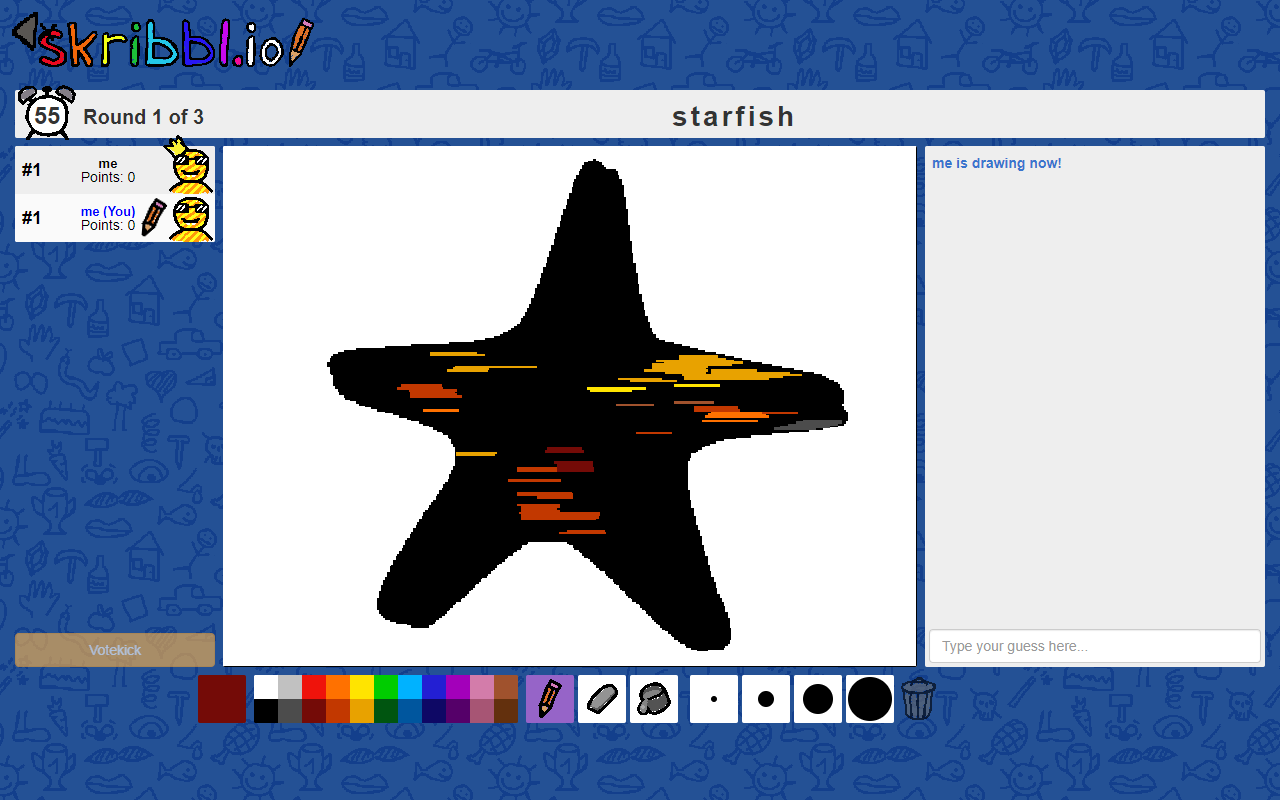 skribbl.io
55
Round 1 of 3
starfish
#1
me
Points: 0
#1
me (You)
Points: 0
me is drawing now!
Votekick
Type your guess here...